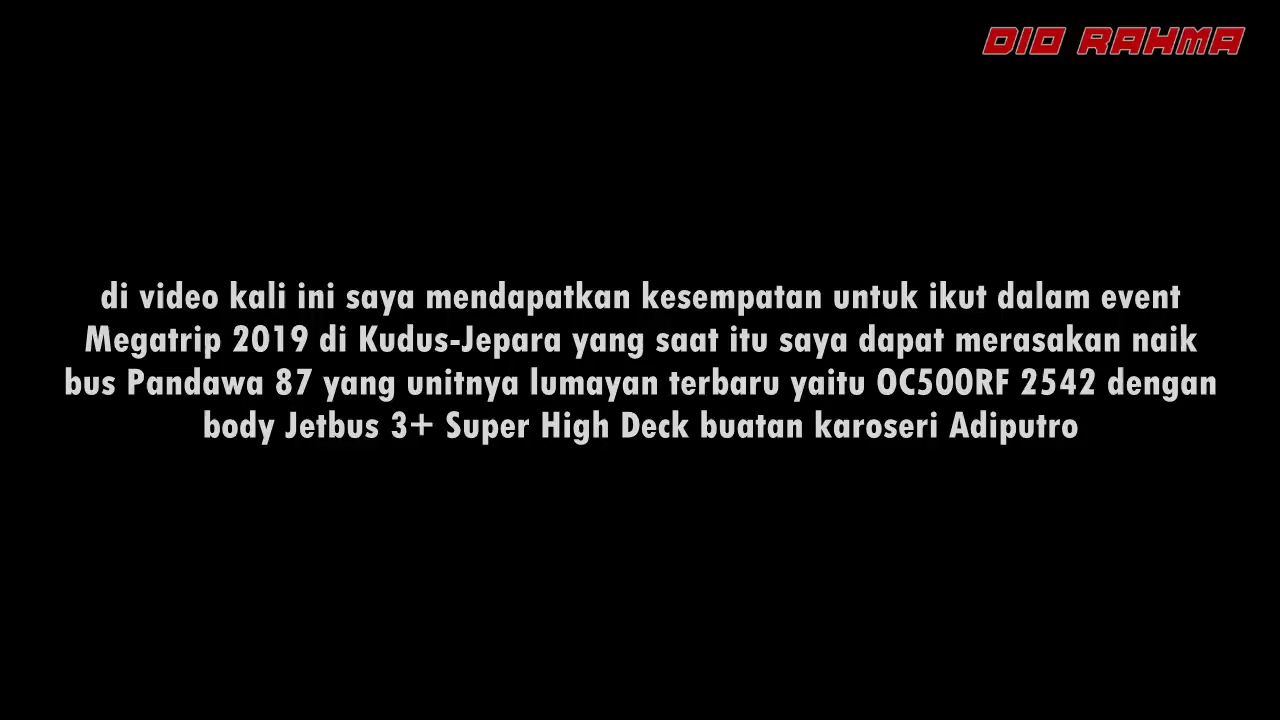 DIO RAHMA
di video kali ini saya mendapatkan kesempatan untuk ikut dalam event
Megatrip 2019 di Kudus-Jepara yang saat itu saya dapat merasakan naik
bus Pandawa 87 yang unitnya lumayan terbaru yaitu OC500RF 2542 dengan
body Jetbus 3+ Super High Deck buatan karoseri Adiputro